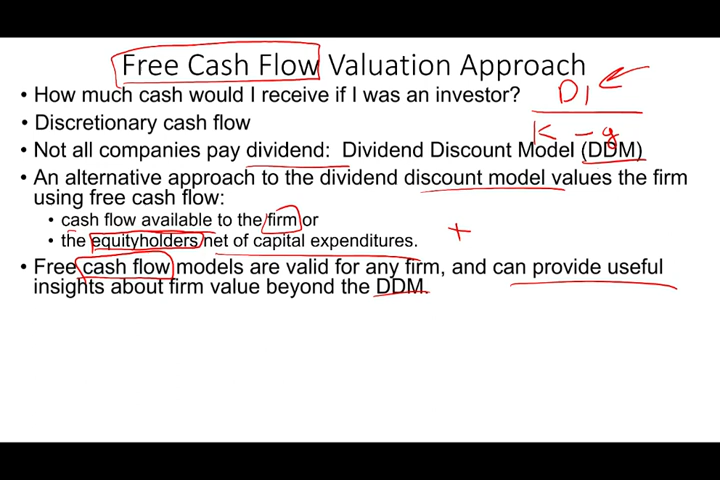 Free Cash Flow Valuation Approach
• How much cash would I receive if I was an investor?
D1
• Discretionary cash flow
K - g
• Not all companies pay dividend: Dividend Discount Model (DDM)
• An alternative approach to the dividend discount model values the firm
using free cash flow:
• cash flow available to the firm or
• the equityholders net of capital expenditures.
+
• Free cash flow models are valid for any firm, and can provide useful
insights about firm value beyond the DDM.